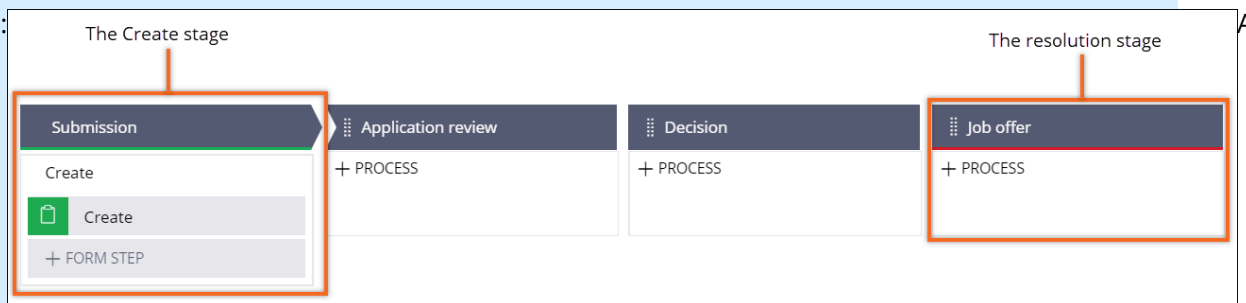 :
A
The Create stage
The resolution stage
Submission
Application review
Decision
Job offer
Create
+ PROCESS
+ PROCESS
+ PROCESS
Create
+ FORM STEP